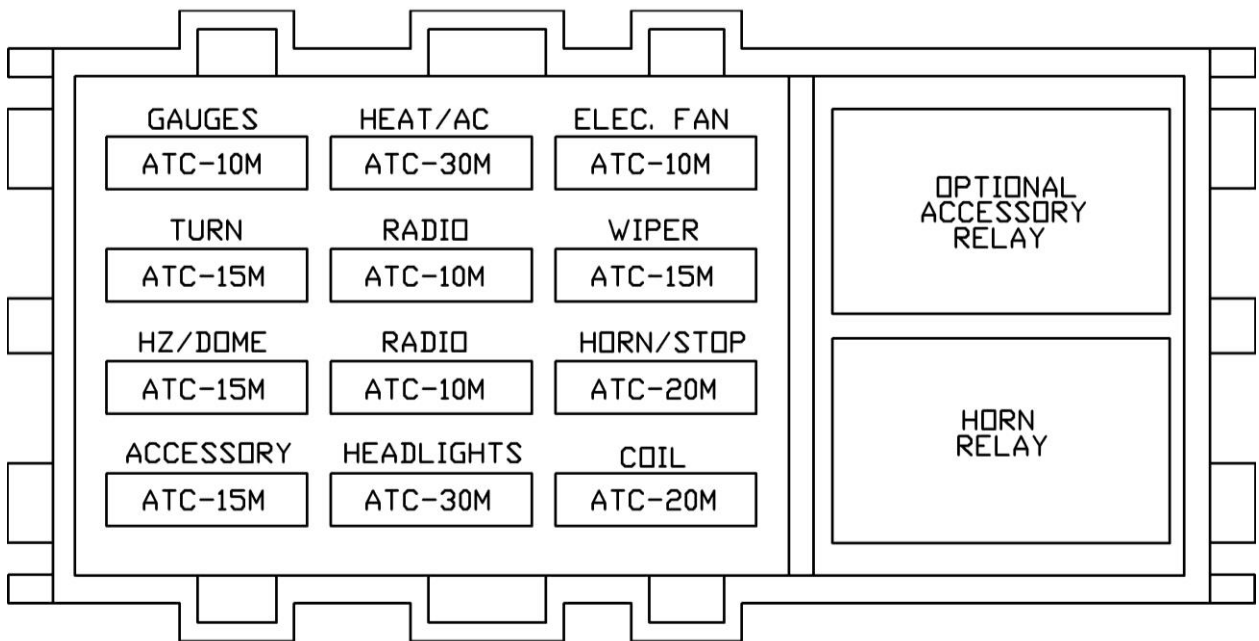 GAUGES HEAT/AC ELEC. FAN
ATC-10M ATC-30M ATC-10M
TURN RADIO WIPER
ATC-15M ATC-10M ATC-15M
HZ/DOME RADIO HORN/STOP
ATC-15M ATC-10M ATC-20M
ACCESSORY HEADLIGHTS COIL
ATC-15M ATC-30M ATC-20M
OPTIONAL
ACCESSORY
RELAY
HORN
RELAY